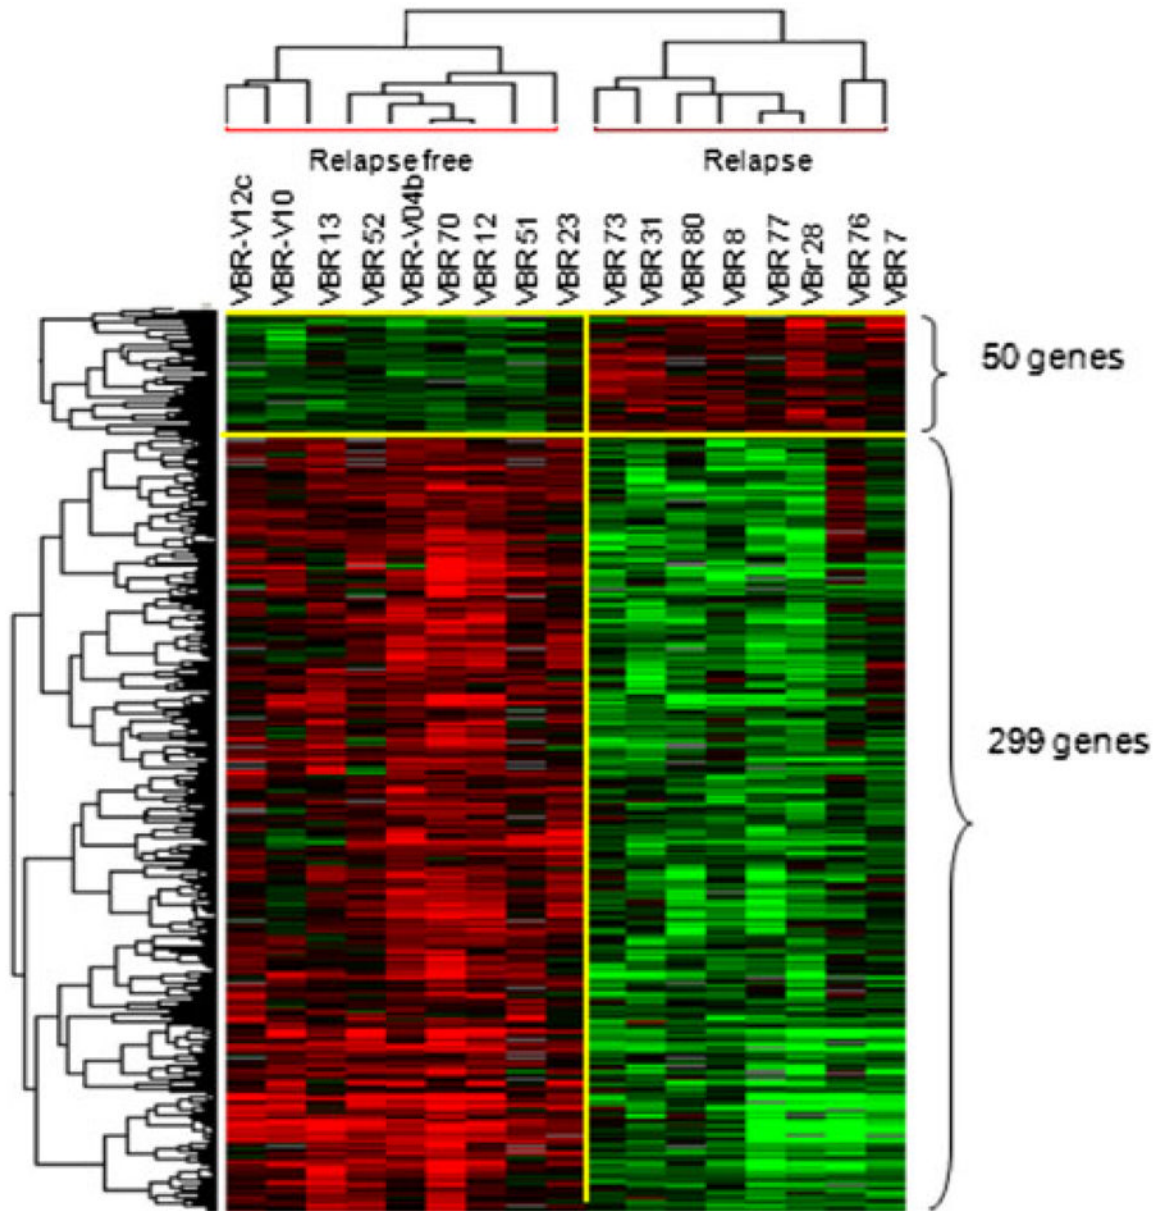 Relapse free
Relapse
VBR-V12c
VBR-V10
VBR 13
VBR 52
VBR-V04b
VBR 70
VBR 12
VBR 51
VBR 23
VBR 73
VBR 31
VBR 80
VBR 8
VBR 77
VBr 28
VBR 76
VBR 7
50 genes
299 genes